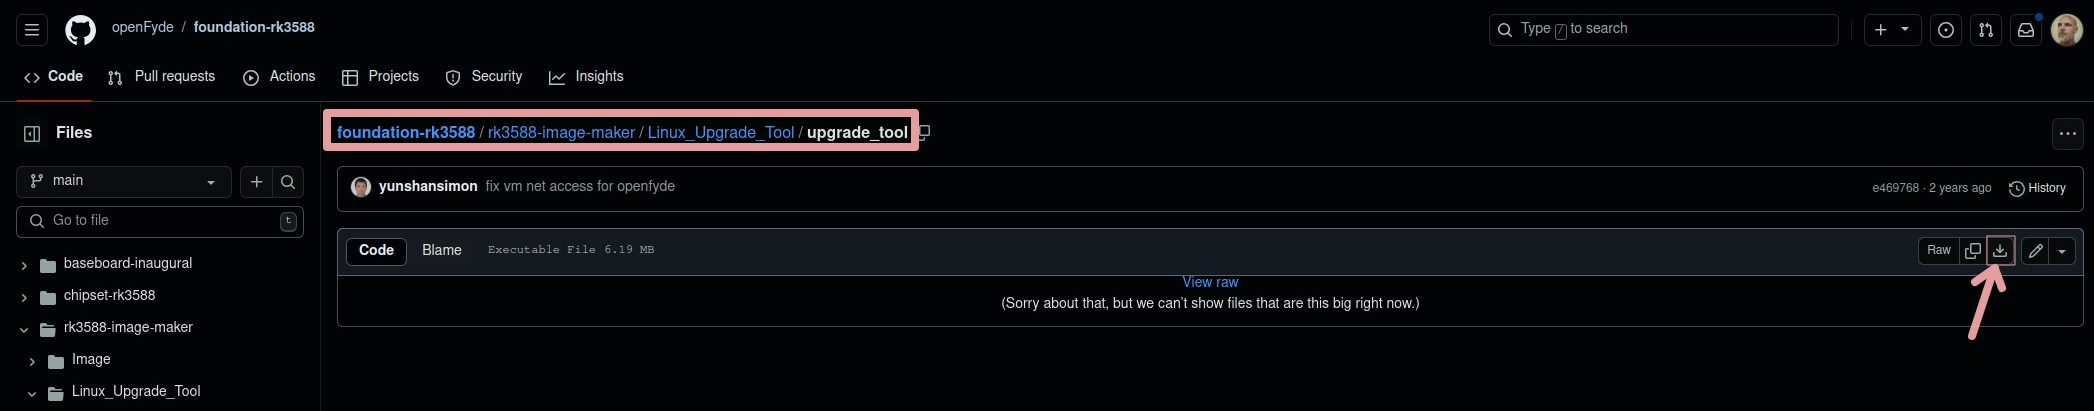 openFyde / foundation-rk3588
Type / to search
Code Pull requests Actions Projects Security Insights
Files
main
Go to file t
baseboard-inaugural
chipset-rk3588
rk3588-image-maker
Image
Linux_Upgrade_Tool
foundation-rk3588 / rk3588-image-maker / Linux_Upgrade_Tool / upgrade_tool
yunshansimon fix vm net access for openfyde e469768 · 2 years ago History
Code Blame Executable File 6.19 MB Raw
View raw
(Sorry about that, but we can't show files that are this big right now.)